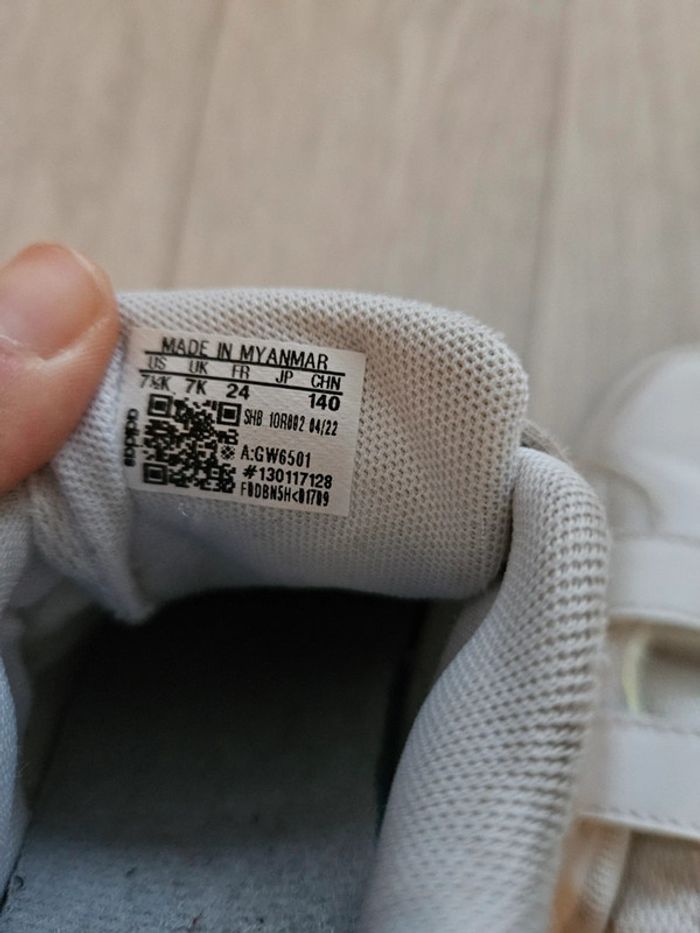 MADE IN MYANMAR
US UK FR JP CHN
7½K 7K 24 140
SHB 10R002 04/22
A:GW6501
#130117128
F0DBN5H<01709
adidas